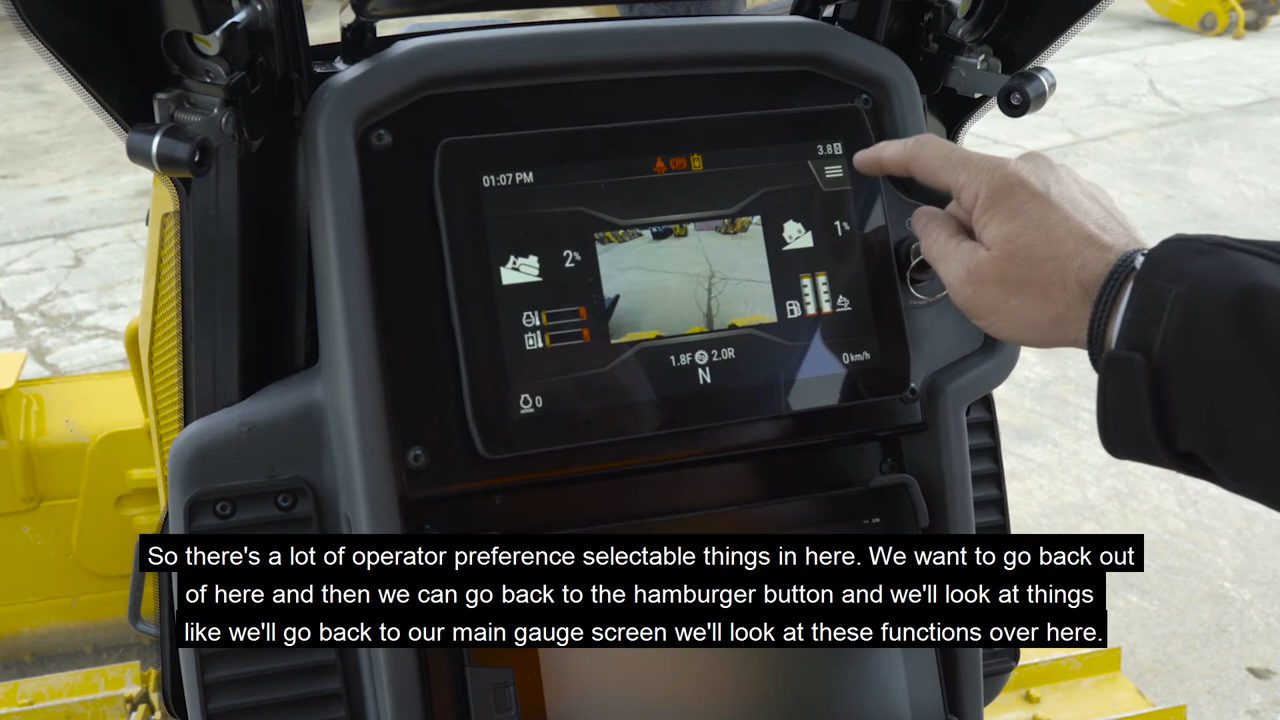 3.8
01:07 PM
(P)
2%
1%
1.8F 2.0R
N
0 km/h
0
So there's a lot of operator preference selectable things in here. We want to go back out
of here and then we can go back to the hamburger button and we'll look at things
like we'll go back to our main gauge screen we'll look at these functions over here.